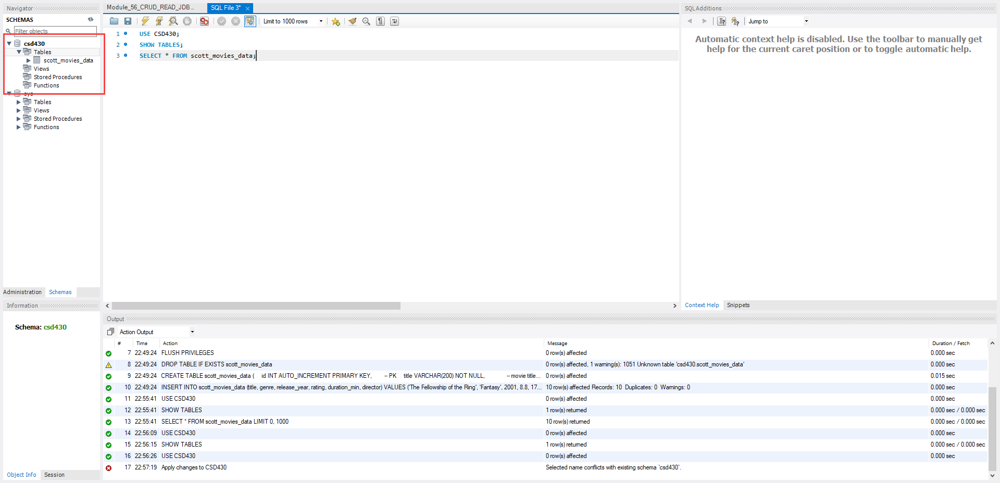 Navigator
SCHEMAS
Filter objects
csd430
Tables
scott_movies_data
Views
Stored Procedures
Functions
sys
Tables
Views
Stored Procedures
Functions
Administration Schemas
Information
Schema: csd430
Object Info Session
Module_56_CRUD_READ_JDB... SQL File 3*
Limit to 1000 rows
1 USE CSD430;
2 SHOW TABLES;
3 SELECT * FROM scott_movies_data;
SQLAdditions
Jump to
Automatic context help is disabled. Use the toolbar to manually get
help for the current caret position or to toggle automatic help.
Context Help Snippets
Output
Action Output
# Time Action Message Duration / Fetch
7 22:49:24 FLUSH PRIVILEGES 0 row(s) affected 0.000 sec
8 22:49:24 DROP TABLE IF EXISTS scott_movies_data 0 row(s) affected, 1 warning(s): 1051 Unknown table 'csd430.scott_movies_data' 0.000 sec
9 22:49:24 CREATE TABLE scott_movies_data ( id INT AUTO_INCREMENT PRIMARY KEY, -- PK title VARCHAR(200) NOT NULL, -- movie title... 0 row(s) affected 0.015 sec
10 22:49:24 INSERT INTO scott_movies_data (title, genre, release_year, rating, duration_min, director) VALUES ('The Fellowship of the Ring', 'Fantasy', 2001, 8.8, 17... 10 row(s) affected Records: 10 Duplicates: 0 Warnings: 0 0.000 sec
11 22:55:41 USE CSD430 0 row(s) affected 0.000 sec
12 22:55:41 SHOW TABLES 1 row(s) returned 0.000 sec / 0.000 sec
13 22:55:41 SELECT * FROM scott_movies_data LIMIT 0, 1000 10 row(s) returned 0.000 sec / 0.000 sec
14 22:56:09 USE CSD430 0 row(s) affected 0.000 sec
15 22:56:15 SHOW TABLES 1 row(s) returned 0.000 sec / 0.000 sec
16 22:56:26 USE CSD430 0 row(s) affected 0.000 sec
17 22:57:19 Apply changes to CSD430 Selected name conflicts with existing schema `csd430`.